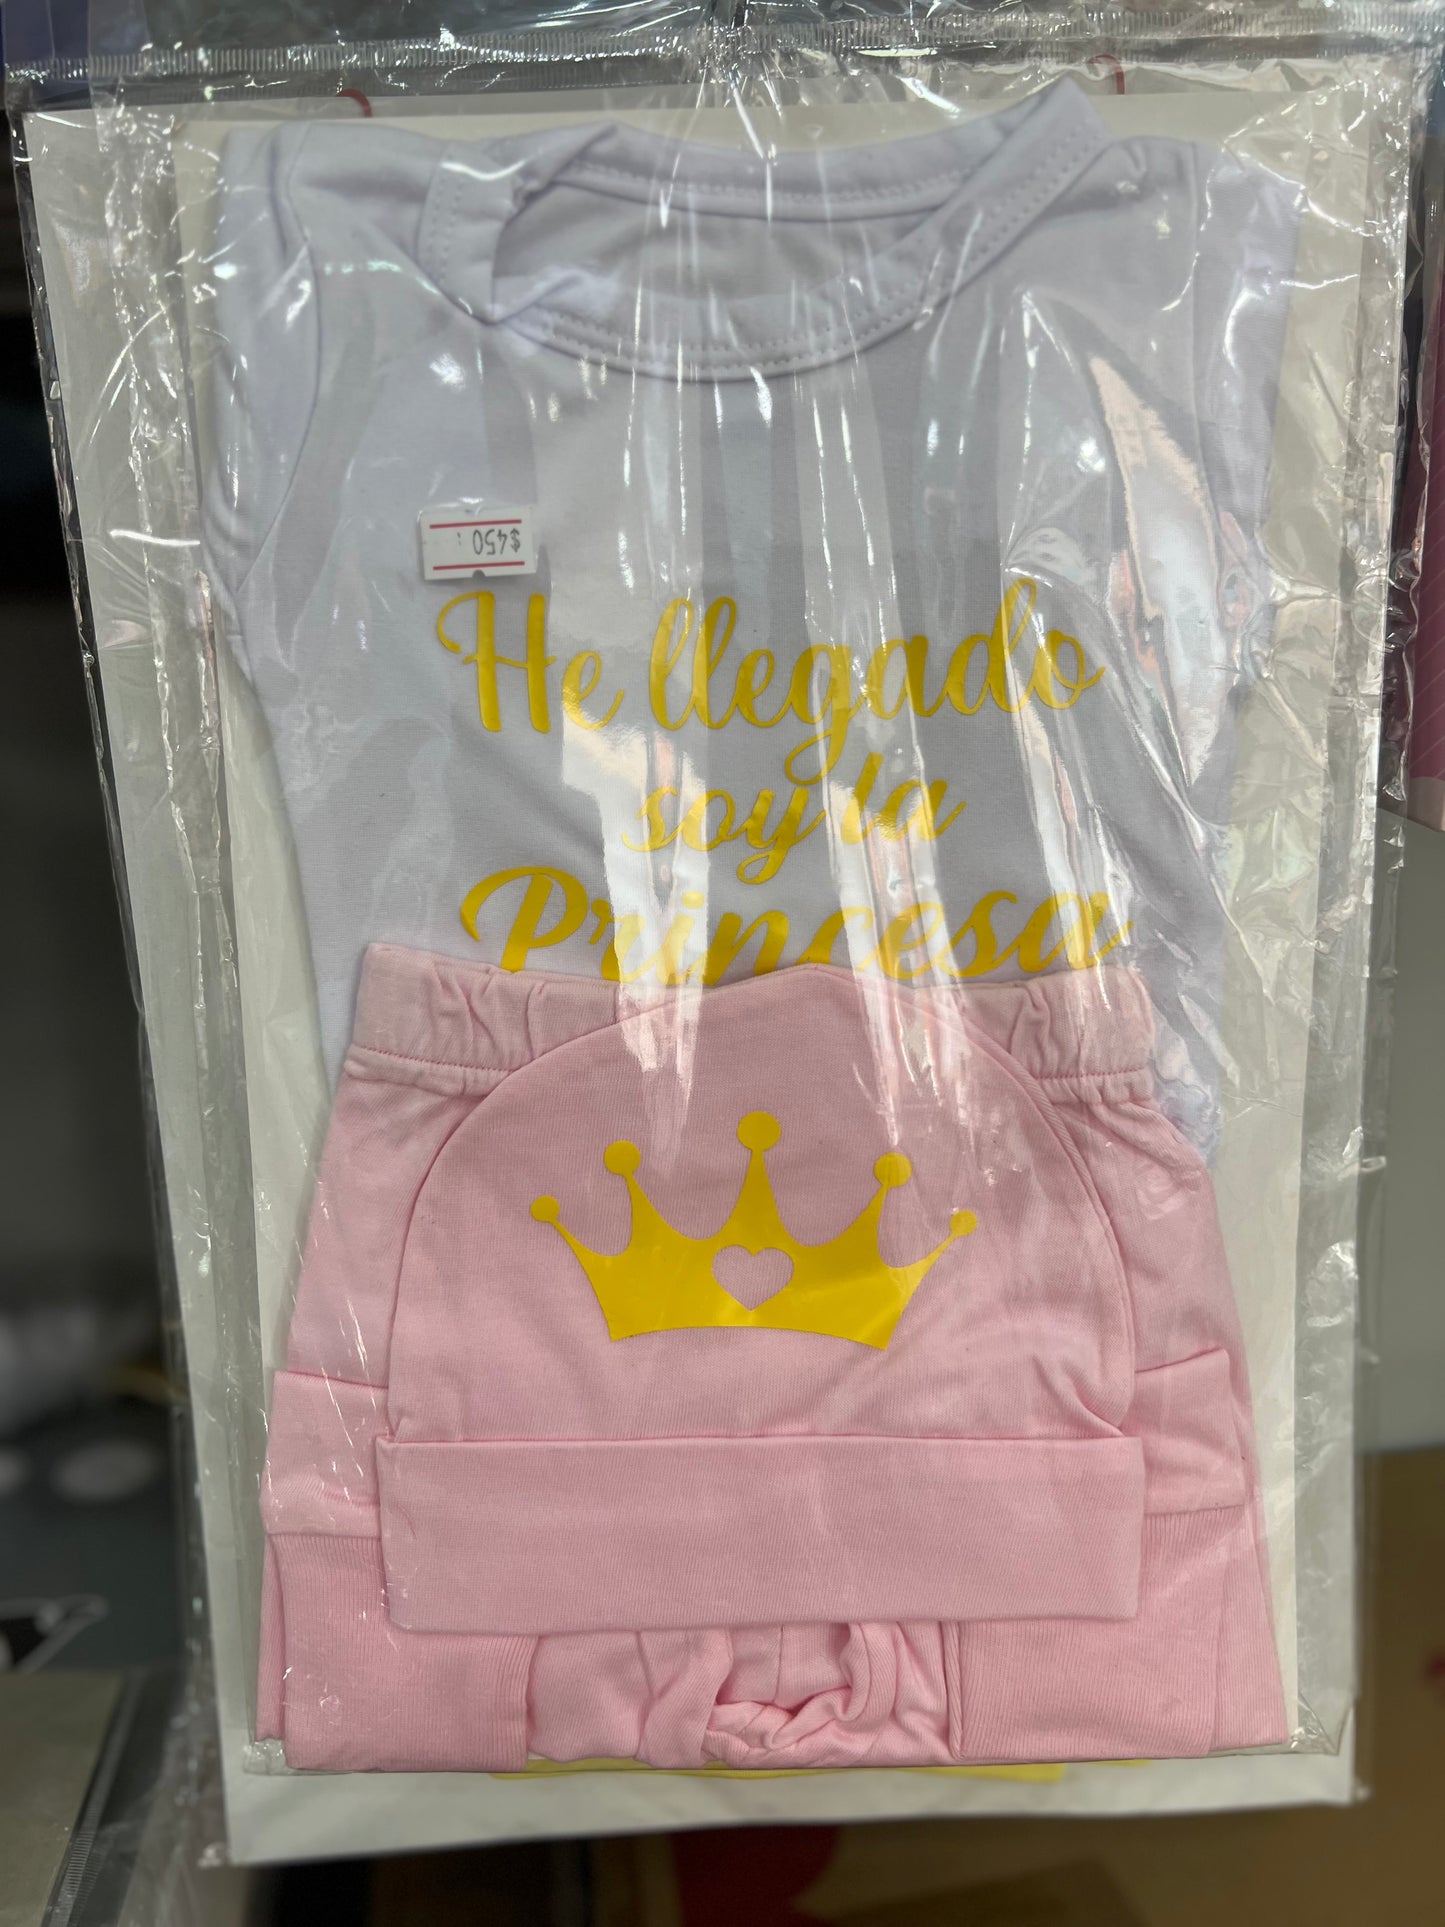 $450
He llegado
soy la
Princesa